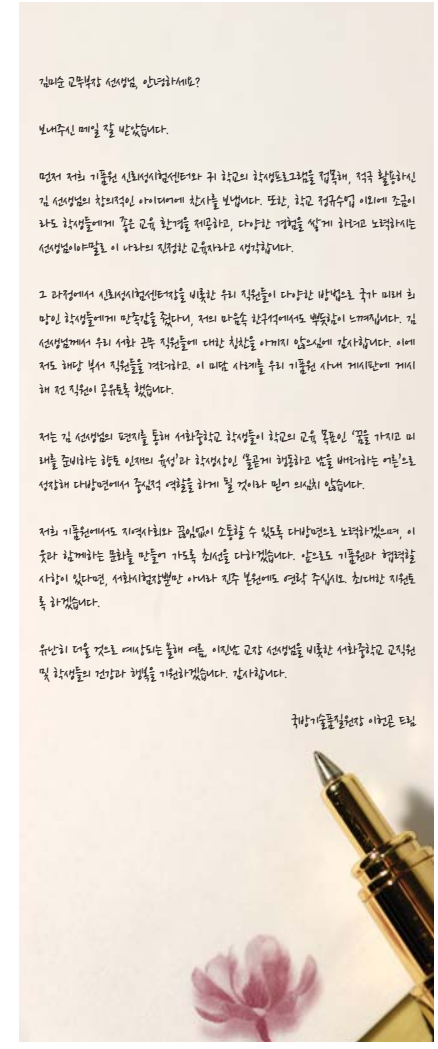 김미순 교무부장 선생님, 안녕하세요?
보내주신 메일 잘 받았습니다.
먼저 저희 기품원 신뢰성시험센터와 귀 학교의 학생프로그램을 접목해, 적극 활용하신
김 선생님의 창의적인 아이디어에 찬사를 보냅니다. 또한, 학교 정규수업 이외에 조금이
라도 학생들에게 좋은 교육 환경을 제공하고, 다양한 경험을 쌓게 하려고 노력하시는
선생님이야말로 이 나라의 진정한 교육자라고 생각합니다.
그 과정에서 신뢰성시험센터장을 비롯한 우리 직원들이 다양한 방법으로 국가 미래 희
망인 학생들에게 만족감을 줬다니, 저의 마음속 한구석에서도 뿌듯함이 느껴집니다. 김
선생님께서 우리 서화 근무 직원들에 대한 칭찬을 아끼지 않으심에 감사합니다. 이에
저도 해당 부서 직원들을 격려하고, 이 미담 사례를 우리 기품원 사내 게시판에 게시
해 전 직원이 공유토록 했습니다.
저는 김 선생님의 편지를 통해 서화중학교 학생들이 학교의 교육 목표인 ‘꿈을 가지고 미
래를 준비하는 향토 인재의 육성’과 학생상인 ‘올곧게 행동하고 남을 배려하는 어른’으로
성장해 다방면에서 중심적 역할을 하게 될 것이라 믿어 의심치 않습니다.
저희 기품원에서도 지역사회와 끊임없이 소통할 수 있도록 다방면으로 노력하겠으며, 이
웃과 함께하는 문화를 만들어 가도록 최선을 다하겠습니다. 앞으로도 기품원과 협력할
사항이 있다면, 서화시험장뿐만 아니라 진주 본원에도 연락 주십시오. 최대한 지원토
록 하겠습니다.
유난히 더울 것으로 예상되는 올해 여름, 이진남 교장 선생님을 비롯한 서화중학교 교직원
및 학생들의 건강과 행복을 기원하겠습니다. 감사합니다.
국방기술품질원장 이헌곤 드림